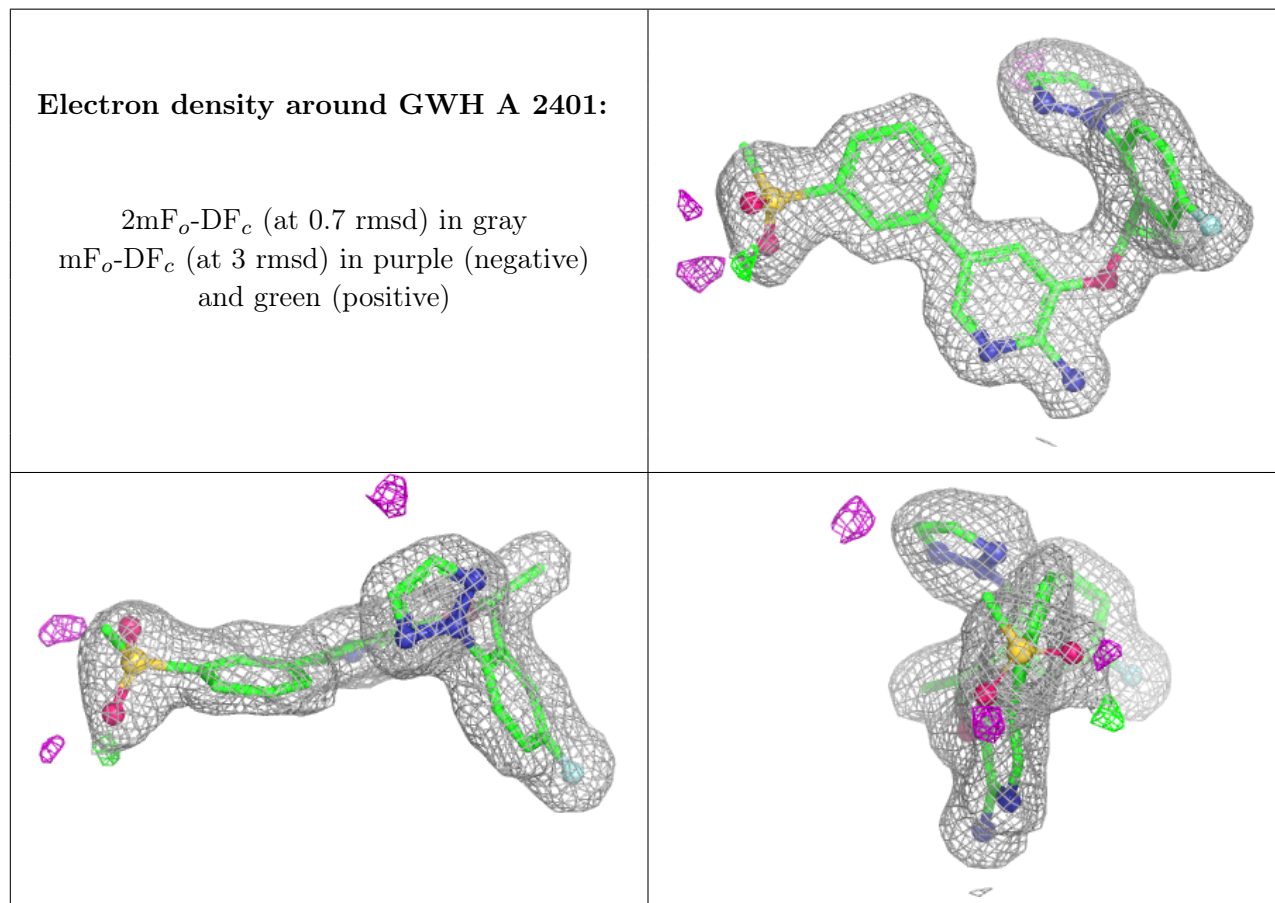 Electron density around GWH A 2401:
2mFo-DFc (at 0.7 rmsd) in gray
mFo-DFc (at 3 rmsd) in purple (negative)
and green (positive)